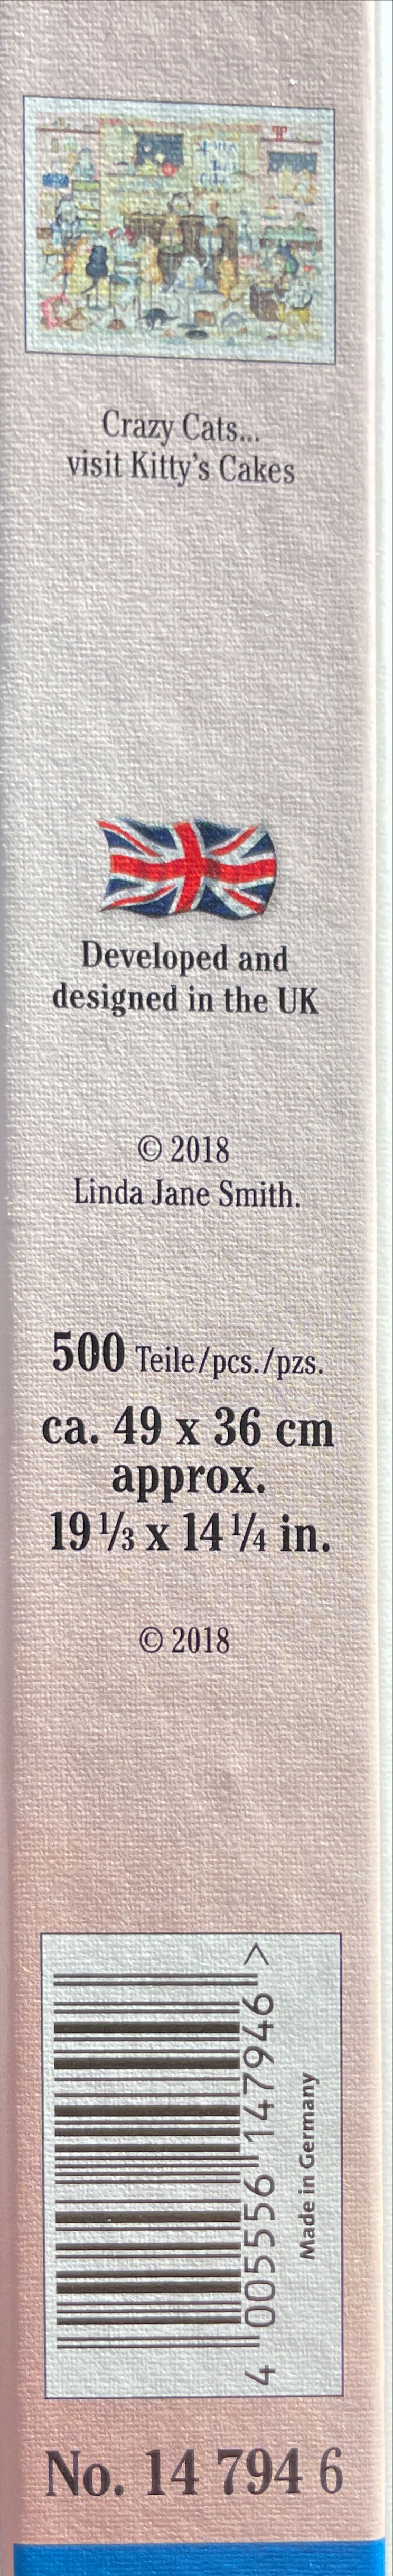 Crazy Cats...
visit Kitty's Cakes
Developed and
designed in the UK
© 2018
Linda Jane Smith.
500 Teile/pcs./pzs.
ca. 49 x 36 cm
approx.
19 1/3 x 14 1/4 in.
© 2018
4 005556 147946 >
Made in Germany
No. 14 794 6